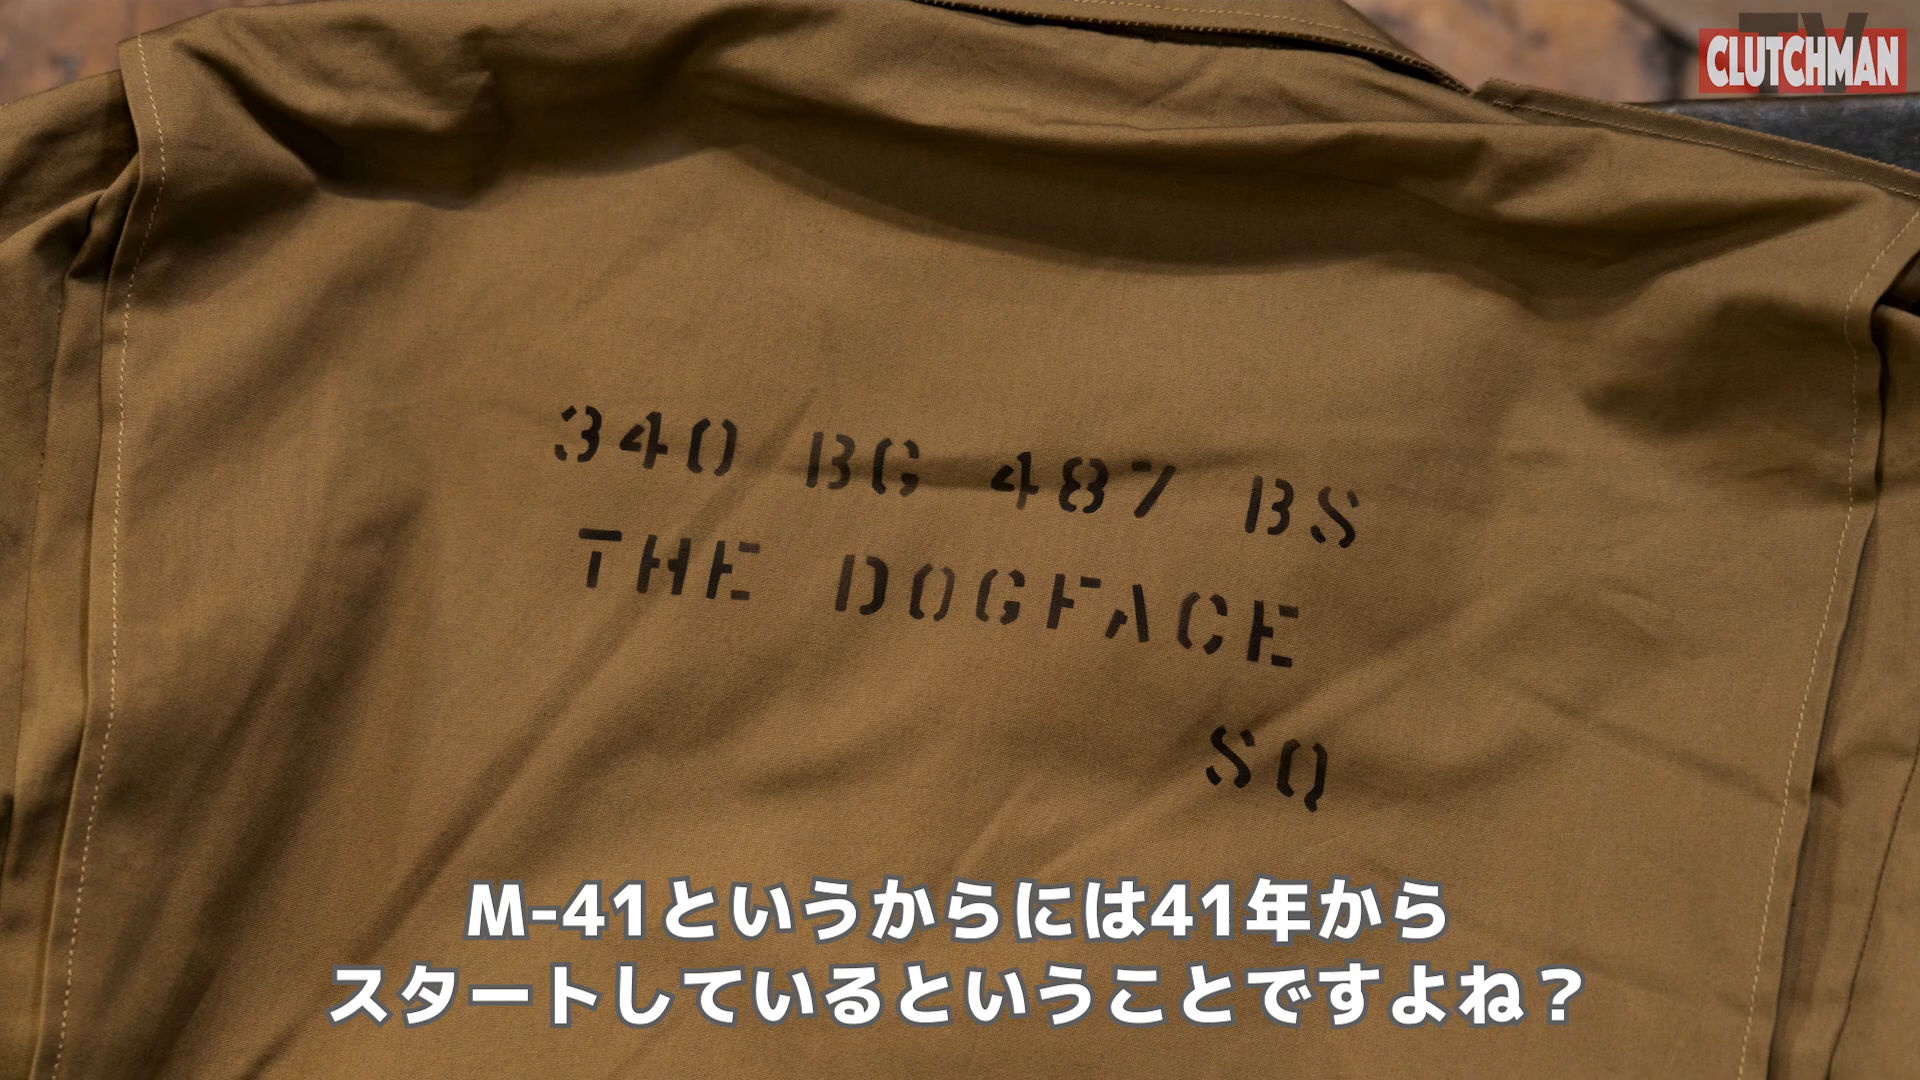 TV
CLUTCHMAN
340 BG 487 BS
THE DOGFACE
SQ
M-41というからには41年から
スタートしているということですよね？